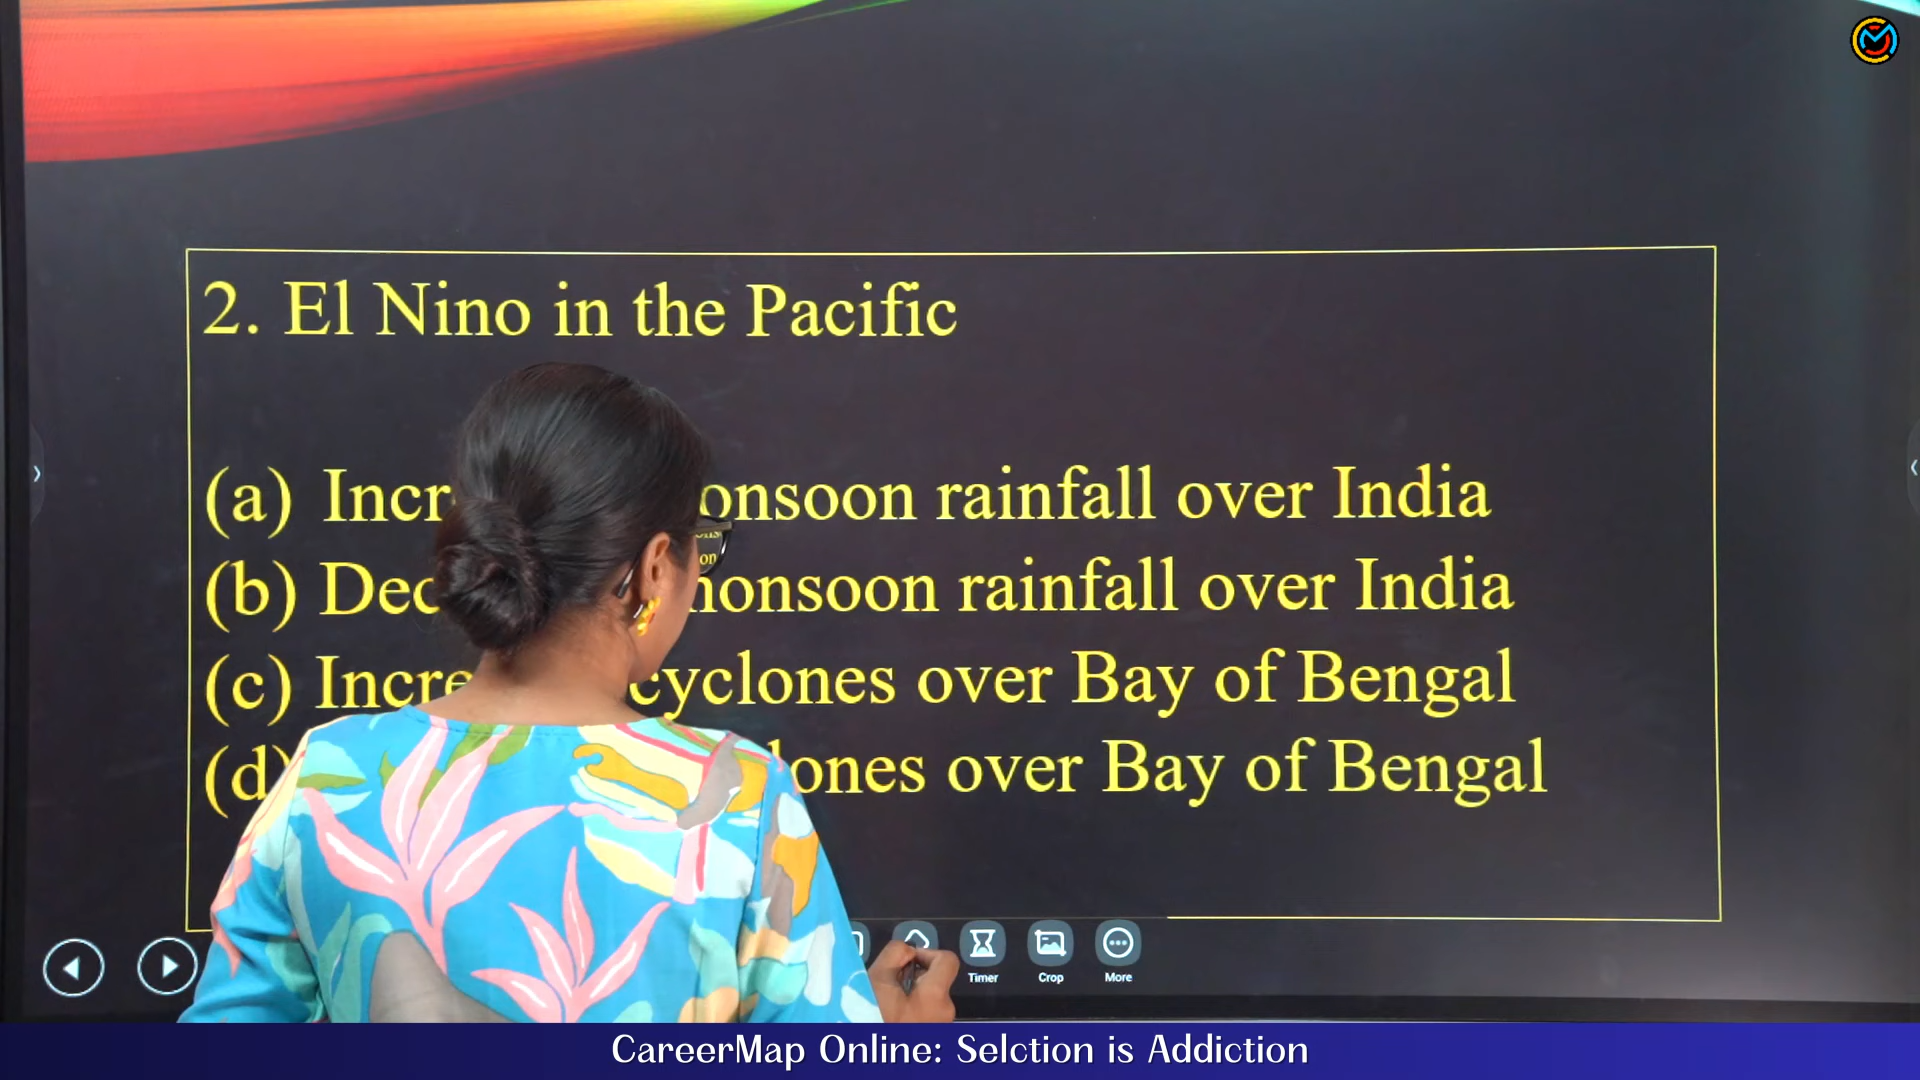 2. El Nino in the Pacific
(a) Incr onsoon rainfall over India
(b) Dec onsoon rainfall over India
(c) Incre cyclones over Bay of Bengal
(d) ones over Bay of Bengal
Timer Crop More
CareerMap Online: Selction is Addiction